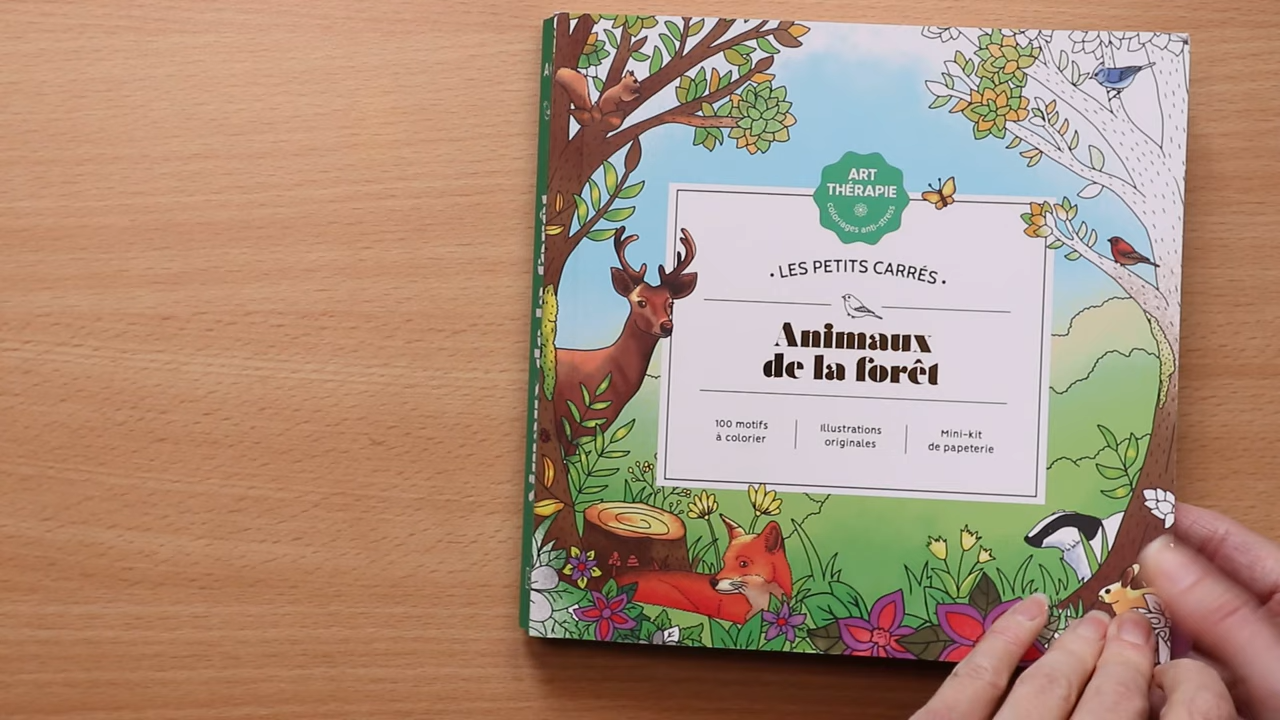 ART
THÉRAPIE
coloriages anti-stress
• LES PETITS CARRÉS •
Animaux
de la forêt
100 motifs
à colorier
Illustrations
originales
Mini-kit
de papeterie